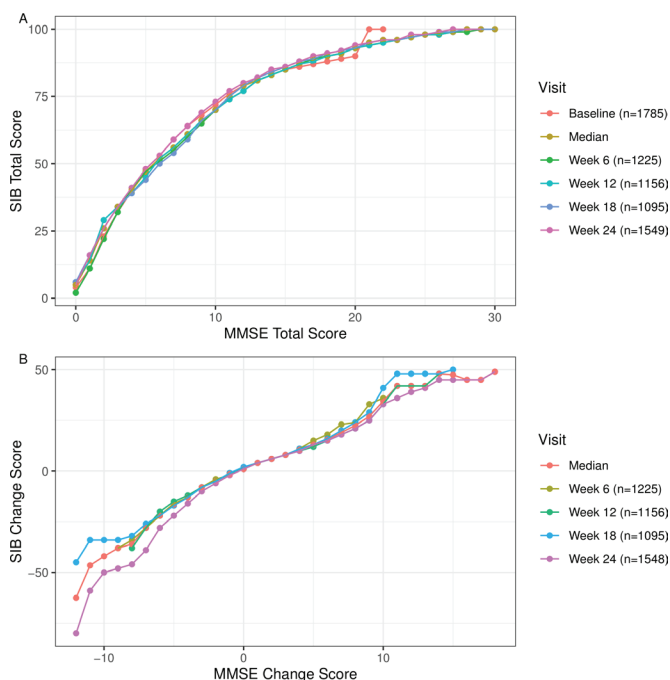 A
100
75
50
25
0
SIB Total Score
0
10
20
30
MMSE Total Score
Visit
Baseline (n=1785)
Median
Week 6 (n=1225)
Week 12 (n=1156)
Week 18 (n=1095)
Week 24 (n=1549)
B
50
0
−50
SIB Change Score
−10
0
10
MMSE Change Score
Visit
Median
Week 6 (n=1225)
Week 12 (n=1156)
Week 18 (n=1095)
Week 24 (n=1548)